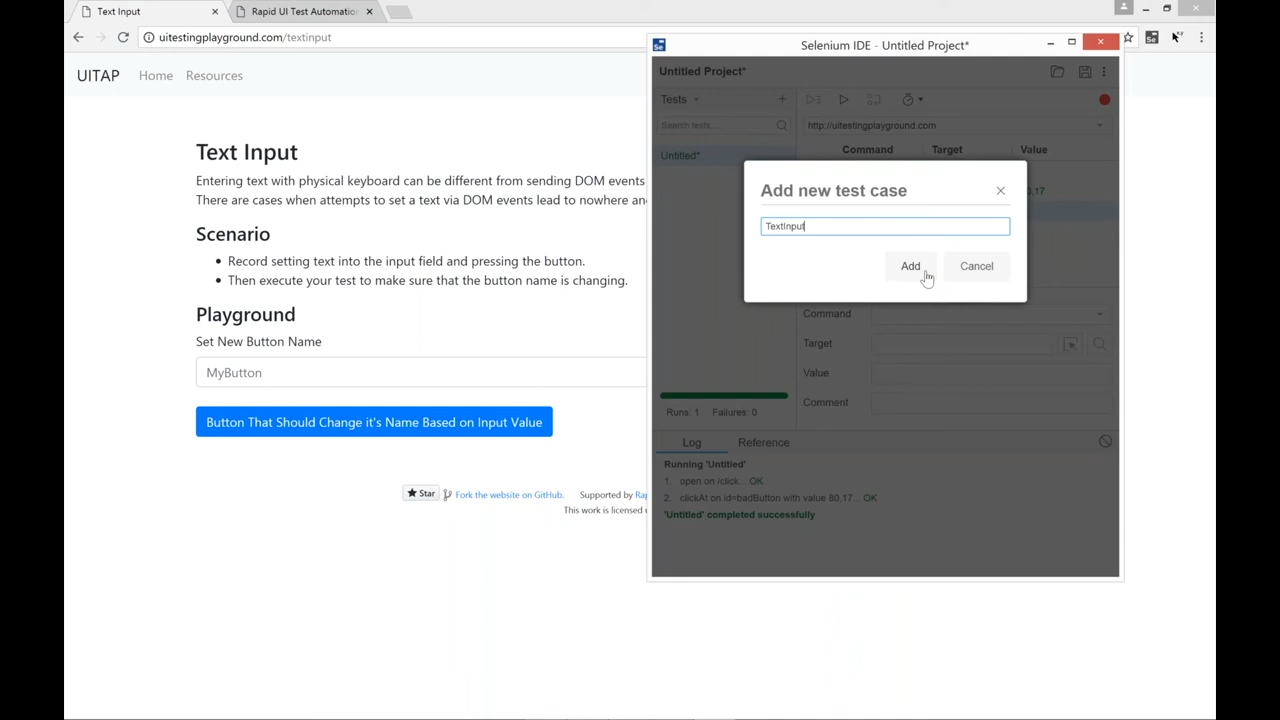 Text Input
Rapid UI Test Automation
uitestingplayground.com/textinput
UITAP Home Resources
Text Input
Entering text with physical keyboard can be different from sending DOM events
There are cases when attempts to set a text via DOM events lead to nowhere and
Scenario
Record setting text into the input field and pressing the button.
Then execute your test to make sure that the button name is changing.
Playground
Set New Button Name
MyButton
Button That Should Change it's Name Based on Input Value
Star
Fork the website on GitHub. Supported by
This work is licensed
Se
Selenium IDE - Untitled Project*
Se
Untitled Project*
Tests
Search tests...
http://uitestingplayground.com
Untitled*
Command Target Value
,17
Add new test case
TextInput
Add Cancel
Command
Target
Value
Comment
Runs: 1 Failures: 0
Log Reference
Running 'Untitled'
1. open on /click... OK
2. clickAt on id=badButton with value 80,17... OK
'Untitled' completed successfully